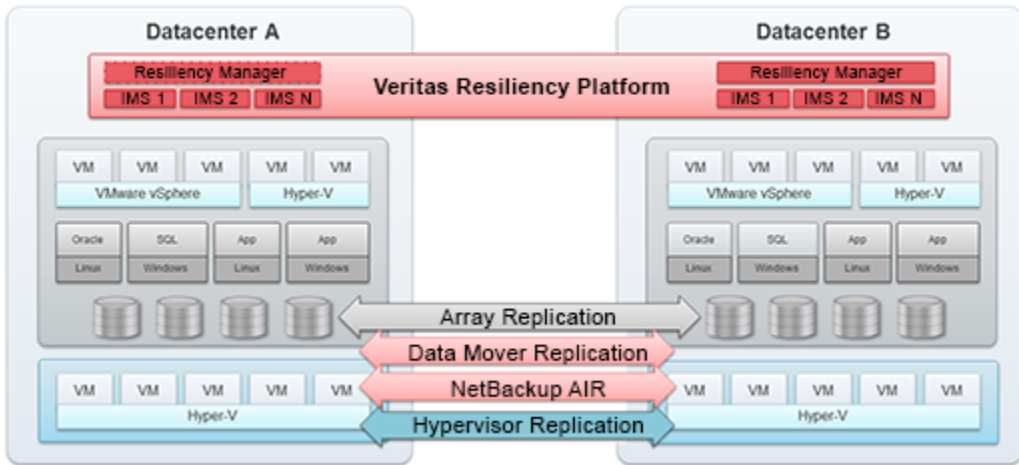 Datacenter A
Datacenter B
Resiliency Manager
IMS 1 IMS 2 IMS N
Veritas Resiliency Platform
Resiliency Manager
IMS 1 IMS 2 IMS N
VM VM VM VM VM
VMware vSphere Hyper-V
Oracle SQL App App
Linux Windows Linux Windows
VM VM VM VM VM
VMware vSphere Hyper-V
Oracle SQL App App
Linux Windows Linux Windows
Array Replication
Data Mover Replication
NetBackup AIR
Hypervisor Replication
VM VM VM VM VM
Hyper-V
VM VM VM VM VM
Hyper-V